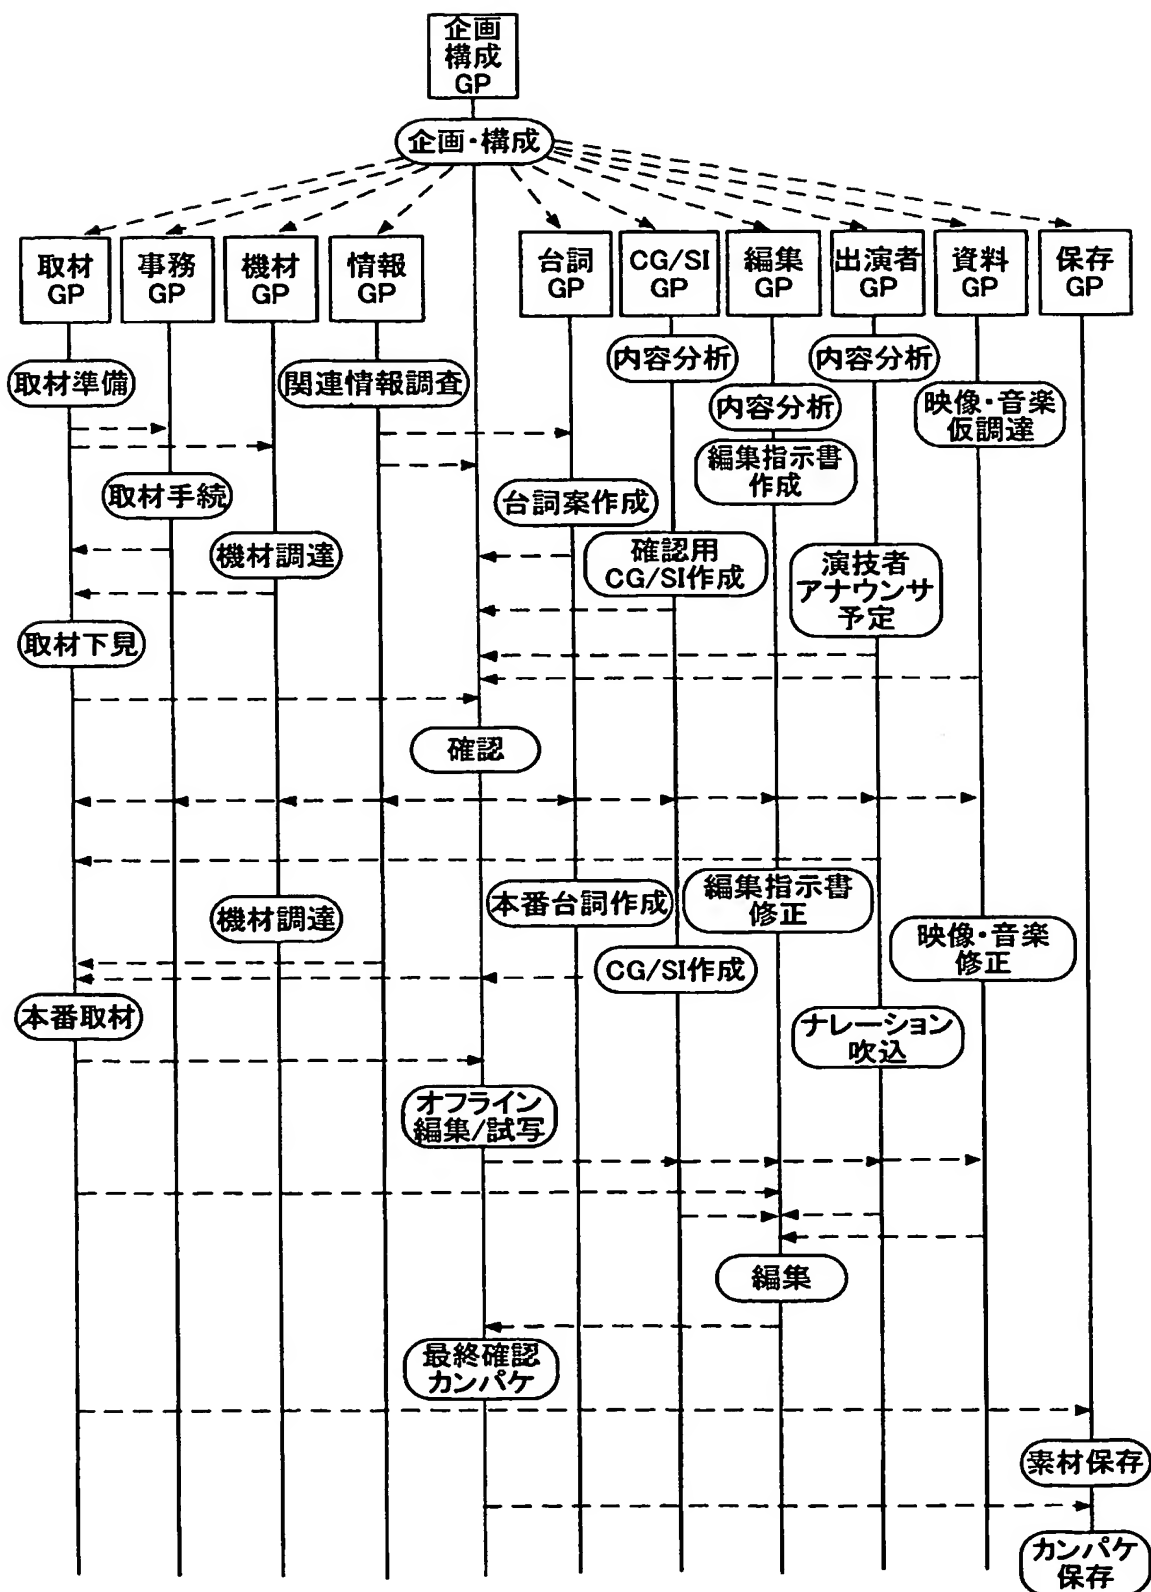 企画
構成
GP
企画・構成
取材
GP
事務
GP
機材
GP
情報
GP
台詞
GP
CG/SI
GP
編集
GP
出演者
GP
資料
GP
保存
GP
取材準備
関連情報調査
内容分析
内容分析
内容分析
映像・音楽
仮調達
編集指示書
作成
取材手続
台詞案作成
機材調達
確認用
CG/SI作成
演技者
アナウンサ
予定
取材下見
確認
機材調達
本番台詞作成
編集指示書
修正
映像・音楽
修正
CG/SI作成
本番取材
ナレーション
吹込
オフライン
編集/試写
編集
最終確認
カンパケ
素材保存
カンパケ
保存